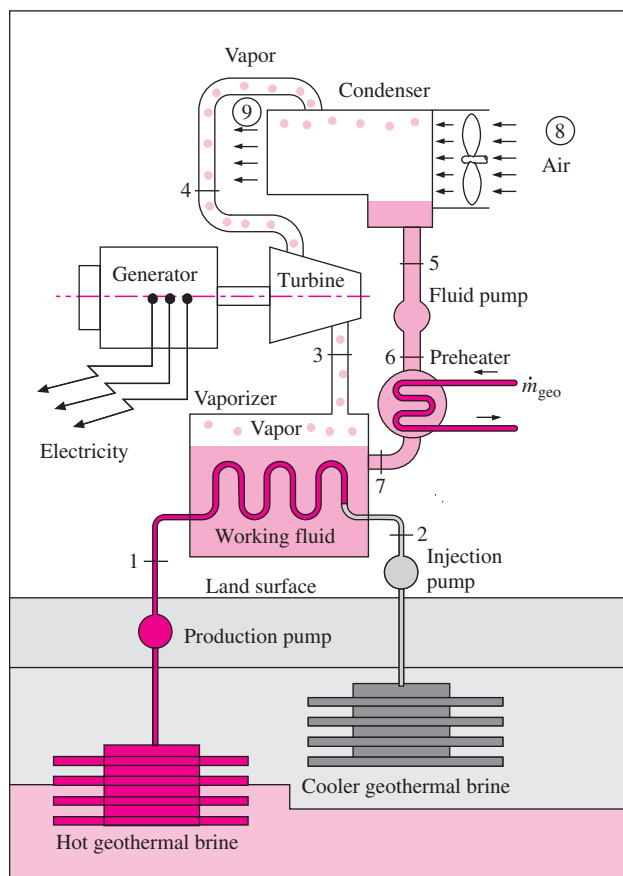 Vapor
Condenser
9
8
Air
4
5
Generator
Turbine
Fluid pump
3
6
Preheater
ṁgeo
Vaporizer
Vapor
Electricity
7
Working fluid
2
1
Injection
pump
Land surface
Production pump
Cooler geothermal brine
Hot geothermal brine